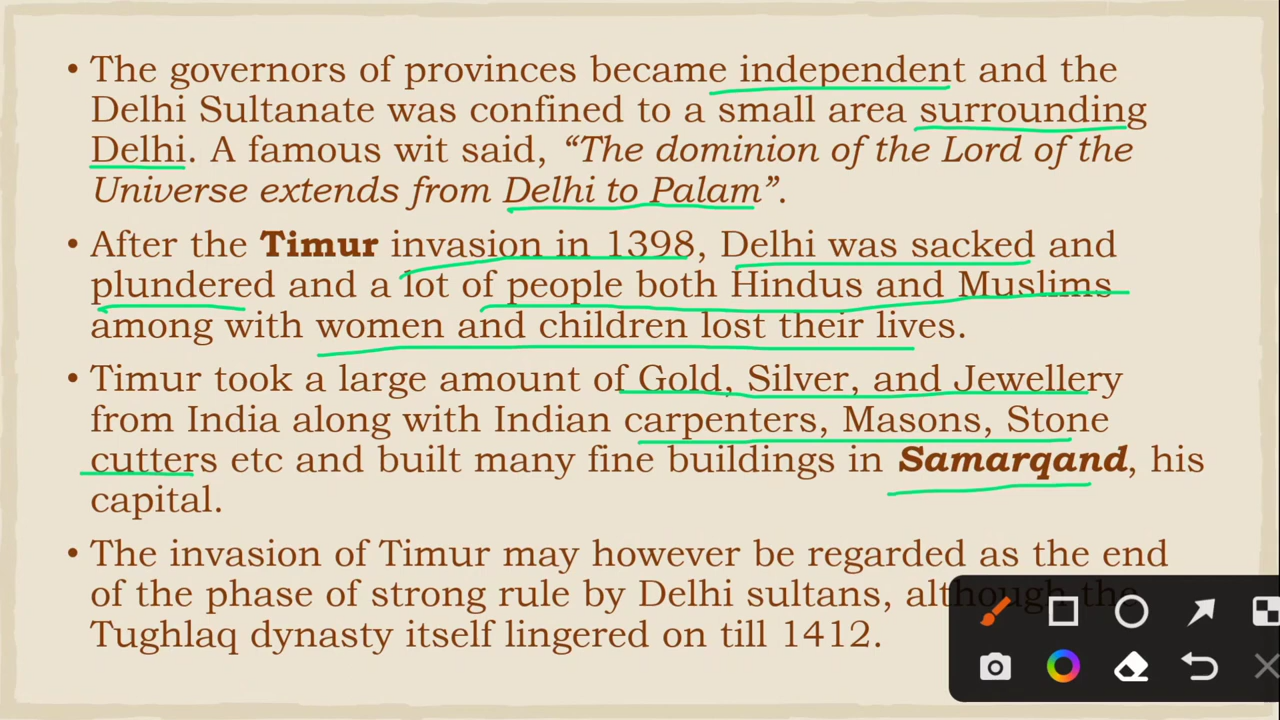 • The governors of provinces became independent and the
Delhi Sultanate was confined to a small area surrounding
Delhi. A famous wit said, “The dominion of the Lord of the
Universe extends from Delhi to Palam”.
• After the Timur invasion in 1398, Delhi was sacked and
plundered and a lot of people both Hindus and Muslims
among with women and children lost their lives.
• Timur took a large amount of Gold, Silver, and Jewellery
from India along with Indian carpenters, Masons, Stone
cutters etc and built many fine buildings in Samarqand, his
capital.
• The invasion of Timur may however be regarded as the end
of the phase of strong rule by Delhi sultans, although the
Tughlaq dynasty itself lingered on till 1412.